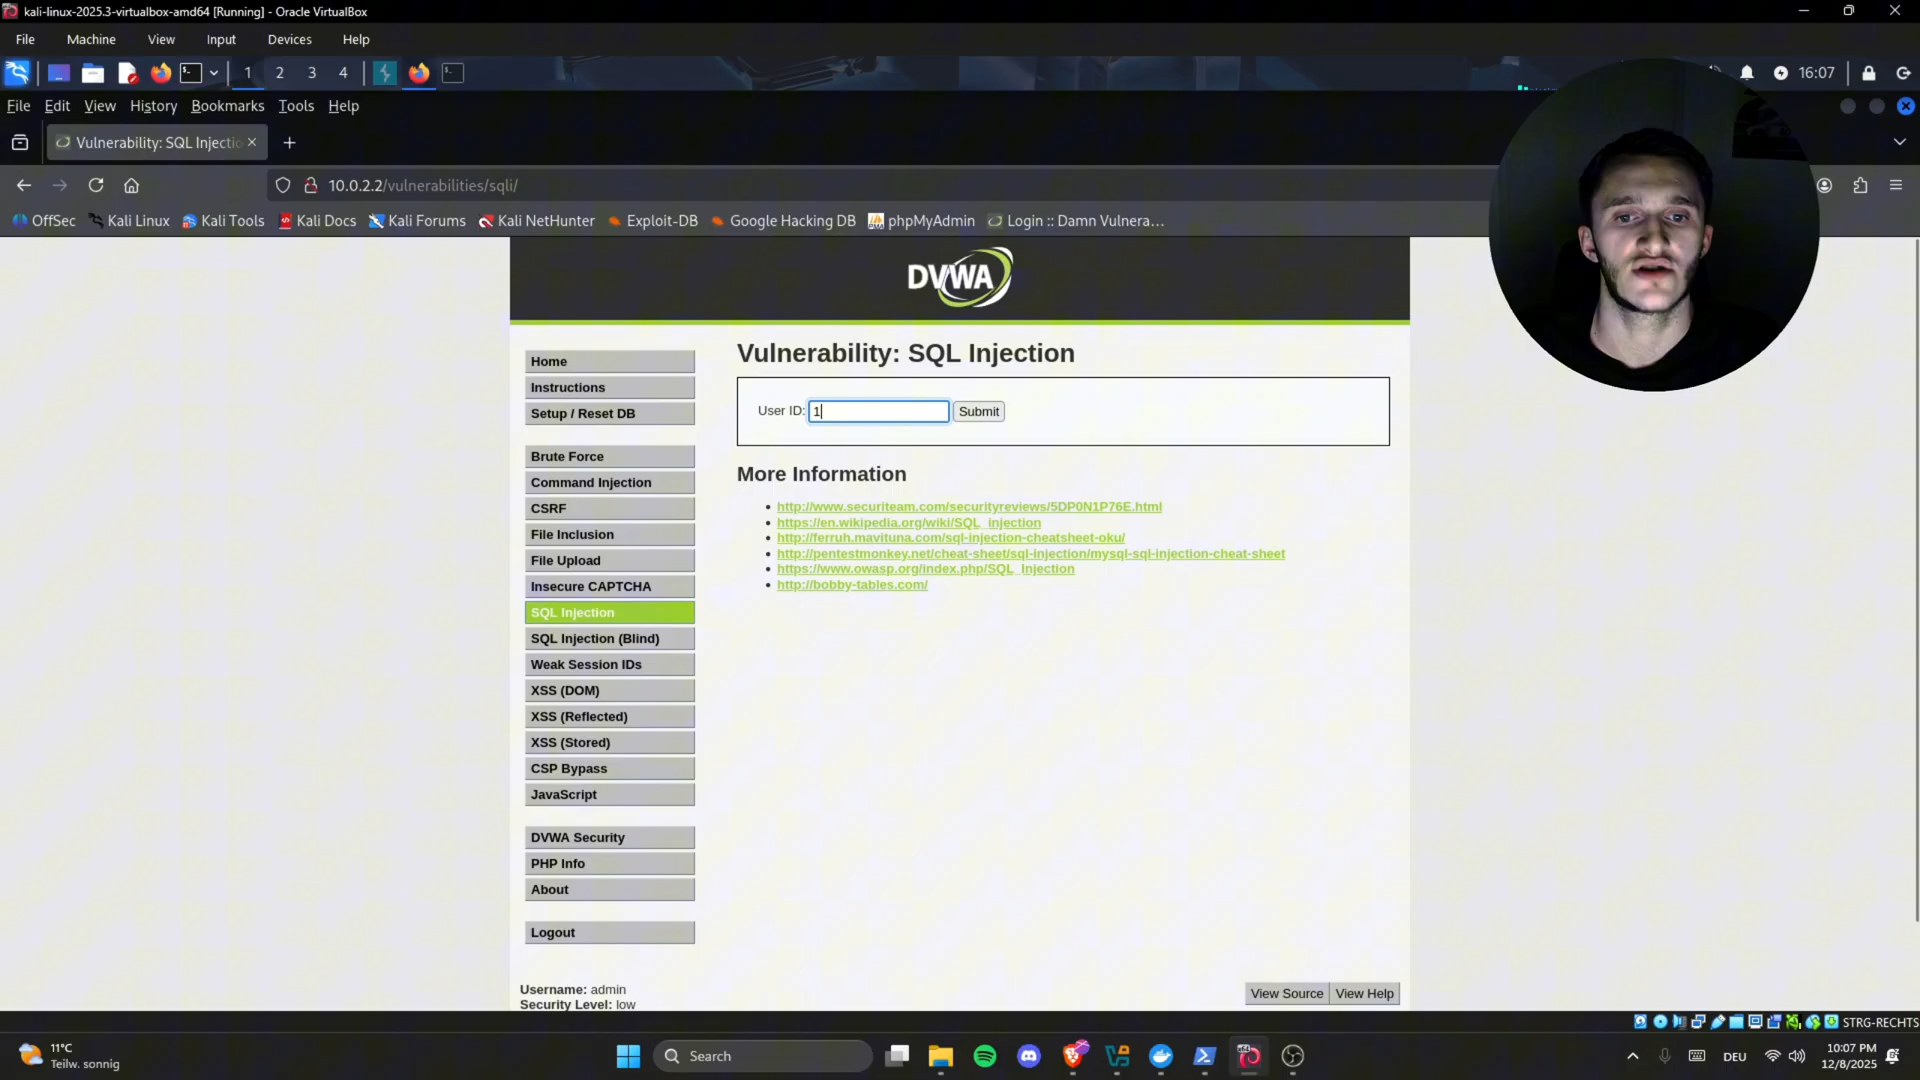 kali-linux-2025.3-virtualbox-amd64 [Running] - Oracle VirtualBox
File Machine View Input Devices Help
1 2 3 4
16:07
File Edit View History Bookmarks Tools Help
Vulnerability: SQL Injectio
10.0.2.2/vulnerabilities/sqli/
OffSec Kali Linux Kali Tools Kali Docs Kali Forums Kali NetHunter Exploit-DB Google Hacking DB phpMyAdmin Login :: Damn Vulnera…
DVWA
Home
Instructions
Setup / Reset DB
Brute Force
Command Injection
CSRF
File Inclusion
File Upload
Insecure CAPTCHA
SQL Injection
SQL Injection (Blind)
Weak Session IDs
XSS (DOM)
XSS (Reflected)
XSS (Stored)
CSP Bypass
JavaScript
DVWA Security
PHP Info
About
Logout
Vulnerability: SQL Injection
User ID: 1 Submit
More Information
http://www.securiteam.com/securityreviews/5DP0N1P76E.html
https://en.wikipedia.org/wiki/SQL_injection
http://ferruh.mavituna.com/sql-injection-cheatsheet-oku/
http://pentestmonkey.net/cheat-sheet/sql-injection/mysql-sql-injection-cheat-sheet
https://www.owasp.org/index.php/SQL_Injection
http://bobby-tables.com/
Username: admin
Security Level: low
View Source View Help
STRG-RECHTS
11°C
Teilw. sonnig
Search
DEU
10:07 PM
12/8/2025